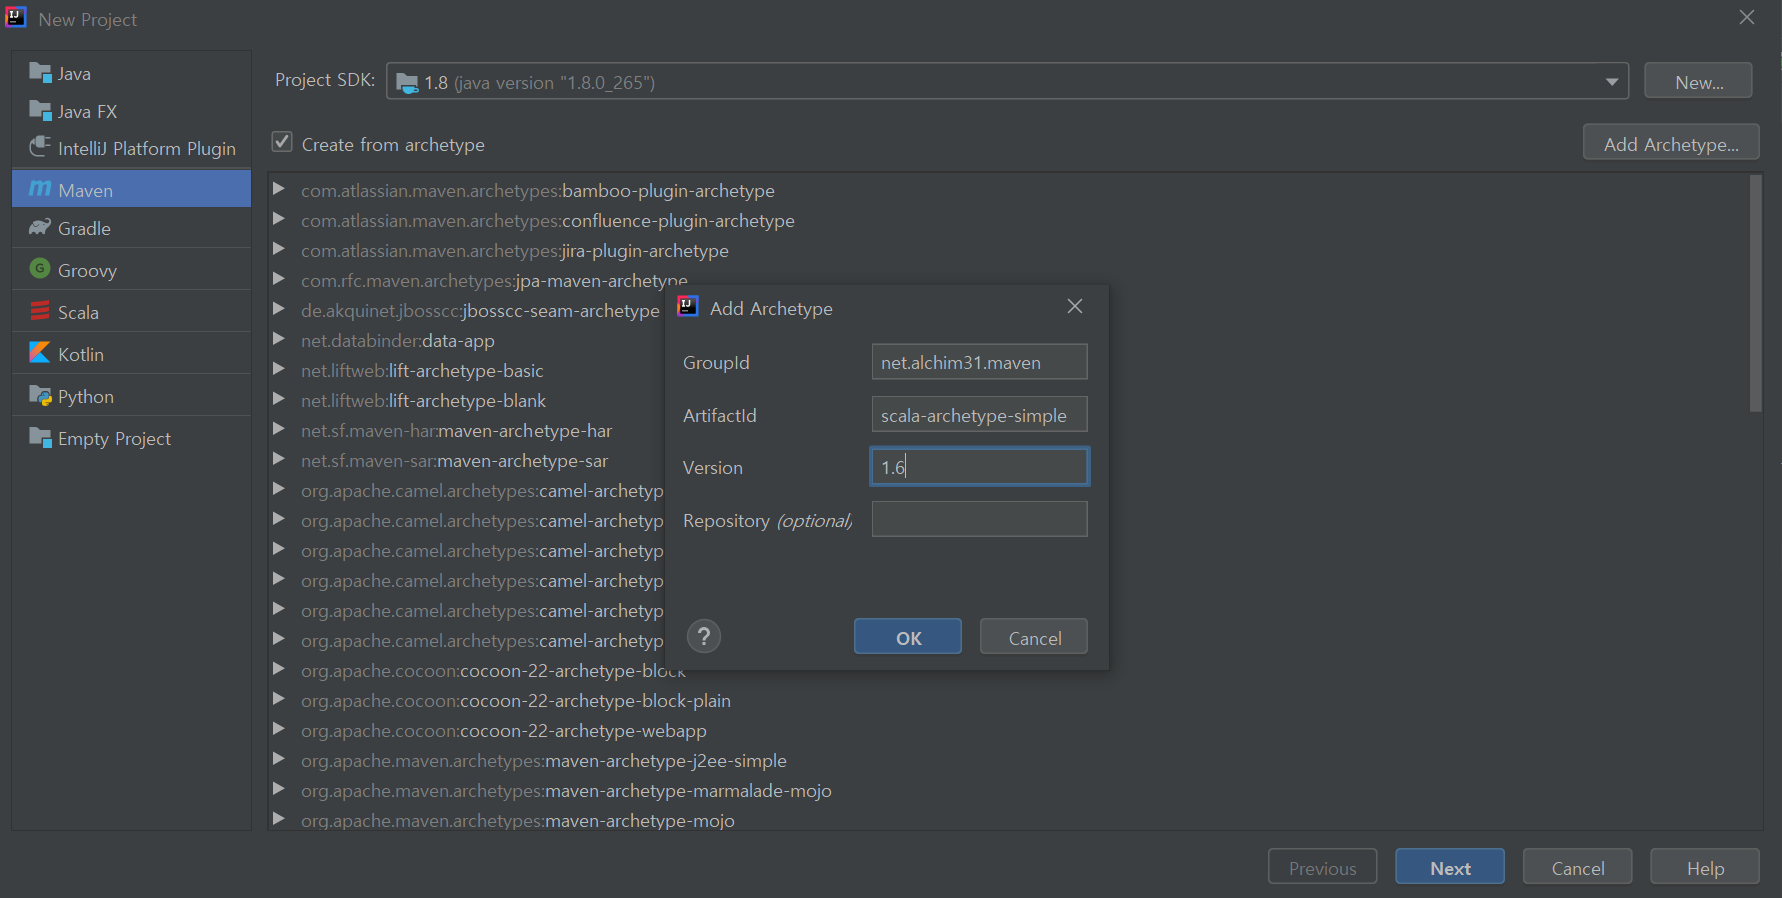 New Project
Java
Java FX
IntelliJ Platform Plugin
Maven
Gradle
Groovy
Scala
Kotlin
Python
Empty Project
Project SDK: 1.8 (java version "1.8.0_265") New...
Create from archetype Add Archetype...
com.atlassian.maven.archetypes:bamboo-plugin-archetype
com.atlassian.maven.archetypes:confluence-plugin-archetype
com.atlassian.maven.archetypes:jira-plugin-archetype
com.rfc.maven.archetypes:jpa-maven-archetype
de.akquinet.jbosscc:jbosscc-seam-archetype
net.databinder:data-app
net.liftweb:lift-archetype-basic
net.liftweb:lift-archetype-blank
net.sf.maven-har:maven-archetype-har
net.sf.maven-sar:maven-archetype-sar
org.apache.camel.archetypes:camel-archetyp
org.apache.camel.archetypes:camel-archetyp
org.apache.camel.archetypes:camel-archetyp
org.apache.camel.archetypes:camel-archetyp
org.apache.camel.archetypes:camel-archetyp
org.apache.camel.archetypes:camel-archetyp
org.apache.cocoon:cocoon-22-archetype-block
org.apache.cocoon:cocoon-22-archetype-block-plain
org.apache.cocoon:cocoon-22-archetype-webapp
org.apache.maven.archetypes:maven-archetype-j2ee-simple
org.apache.maven.archetypes:maven-archetype-marmalade-mojo
org.apache.maven.archetypes:maven-archetype-mojo
Add Archetype
GroupId net.alchim31.maven
ArtifactId scala-archetype-simple
Version 1.6
Repository (optional)
? OK Cancel
Previous Next Cancel Help